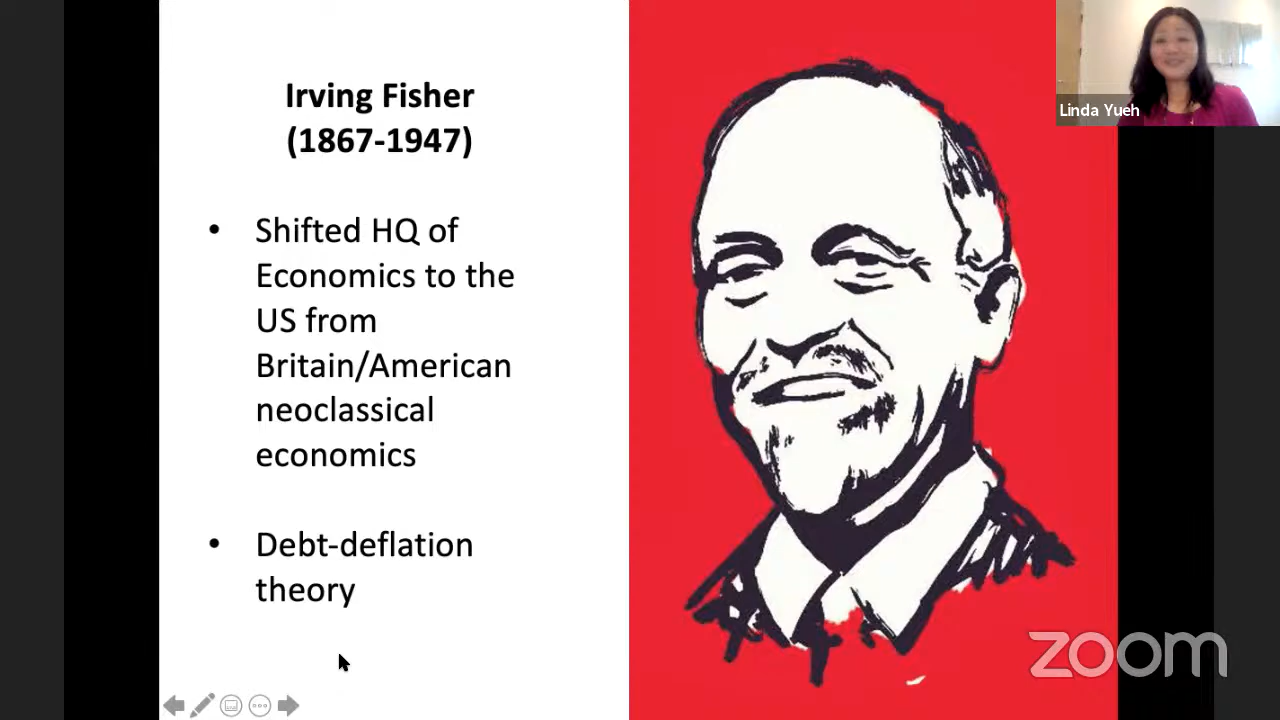 Irving Fisher
(1867-1947)
• Shifted HQ of
Economics to the
US from
Britain/American
neoclassical
economics
• Debt-deflation
theory
Linda Yueh
zoom